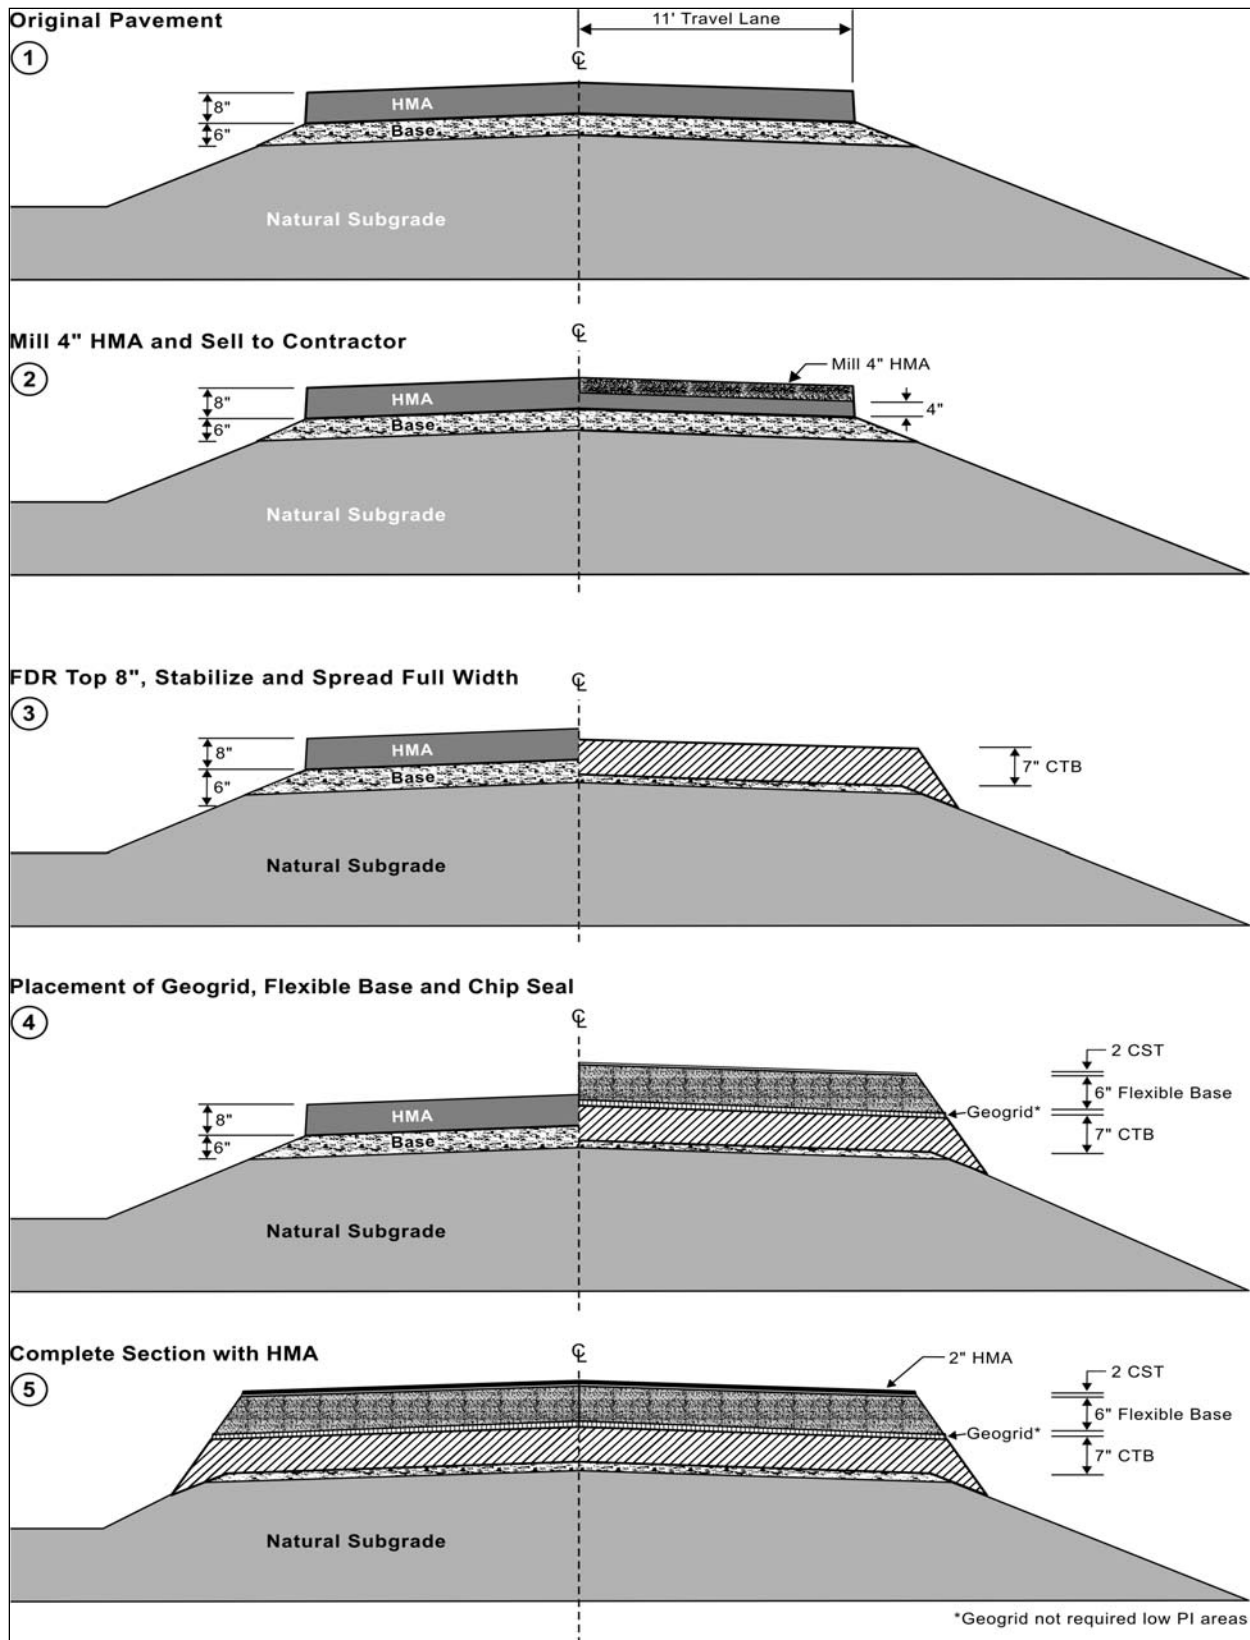 Original Pavement
11' Travel Lane
1
℄
8"
HMA
6"
Base
Natural Subgrade
Mill 4" HMA and Sell to Contractor
℄
2
Mill 4" HMA
8"
HMA
4"
6"
Base
Natural Subgrade
FDR Top 8", Stabilize and Spread Full Width
℄
3
8"
HMA
7" CTB
6"
Base
Natural Subgrade
Placement of Geogrid, Flexible Base and Chip Seal
℄
4
2 CST
6" Flexible Base
8"
HMA
Geogrid*
7" CTB
6"
Base
Natural Subgrade
Complete Section with HMA
℄
2" HMA
5
2 CST
6" Flexible Base
Geogrid*
7" CTB
Natural Subgrade
*Geogrid not required low PI areas